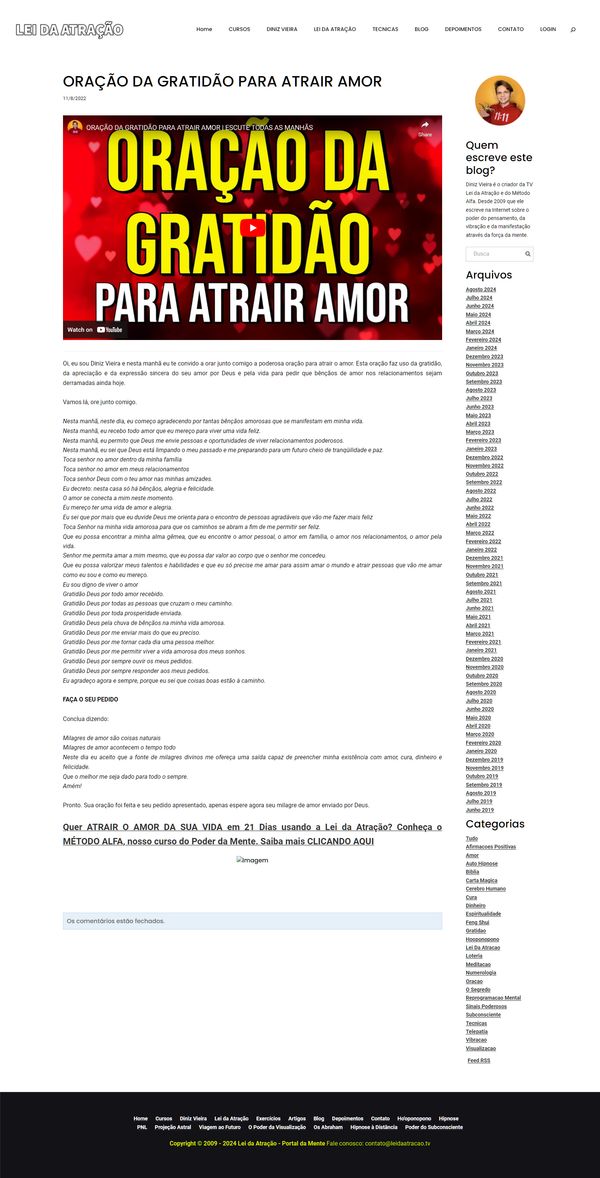 LEI DA ATRAÇÃO
Home CURSOS DINIZ VIEIRA LEI DA ATRAÇÃO TECNICAS BLOG DEPOIMENTOS CONTATO LOGIN
ORAÇÃO DA GRATIDÃO PARA ATRAIR AMOR
11/8/2022
ORAÇÃO DA GRATIDÃO PARA ATRAIR AMOR | ESCUTE TODAS AS MANHÃS
Share
ORAÇÃO DA
GRATIDÃO
PARA ATRAIR AMOR
Watch on YouTube
Oi, eu sou Diniz Vieira e nesta manhã eu te convido a orar junto comigo a poderosa oração para atrair o amor. Esta oração faz uso da gratidão,
da apreciação e da expressão sincera do seu amor por Deus e pela vida para pedir que bênçãos de amor nos relacionamentos sejam
derramadas ainda hoje.
Vamos lá, ore junto comigo.
Nesta manhã, neste dia, eu começo agradecendo por tantas bênçãos amorosas que se manifestam em minha vida.
Nesta manhã, eu recebo todo amor que eu mereço para viver uma vida feliz.
Nesta manhã, eu permito que Deus me envie pessoas e oportunidades de viver relacionamentos poderosos.
Nesta manhã, eu sei que Deus está limpando o meu passado e me preparando para um futuro cheio de tranqüilidade e paz.
Toca senhor no amor dentro da minha família
Toca senhor no amor em meus relacionamentos
Toca senhor Deus com o teu amor nas minhas amizades.
Eu decreto: nesta casa só há bênçãos, alegria e felicidade.
O amor se conecta a mim neste momento.
Eu mereço ter uma vida de amor e alegria.
Eu sei que por mais que eu duvide Deus me orienta para o encontro de pessoas agradáveis que vão me fazer mais feliz
Toca Senhor na minha vida amorosa para que os caminhos se abram a fim de me permitir ser feliz.
Que eu possa encontrar a minha alma gêmea, que eu encontre o amor pessoal, o amor em família, o amor nos relacionamentos, o amor pela
vida.
Senhor me permita amar a mim mesmo, que eu possa dar valor ao corpo que o senhor me concedeu.
Que eu possa valorizar meus talentos e habilidades e que eu só precise me amar para assim amar o mundo e atrair pessoas que vão me amar
como eu sou e como eu mereço.
Eu sou digno de viver o amor
Gratidão Deus por todo amor recebido.
Gratidão Deus por todas as pessoas que cruzam o meu caminho.
Gratidão Deus por toda prosperidade enviada.
Gratidão Deus pela chuva de bênçãos na minha vida amorosa.
Gratidão Deus por me enviar mais do que eu preciso.
Gratidão Deus por me tornar cada dia uma pessoa melhor.
Gratidão Deus por me permitir viver a vida amorosa dos meus sonhos.
Gratidão Deus por sempre ouvir os meus pedidos.
Gratidão Deus por sempre responder aos meus pedidos.
Eu agradeço agora e sempre, porque eu sei que coisas boas estão à caminho.
FAÇA O SEU PEDIDO
Conclua dizendo:
Milagres de amor são coisas naturais
Milagres de amor acontecem o tempo todo
Neste dia eu aceito que a fonte de milagres divinos me ofereça uma saída capaz de preencher minha existência com amor, cura, dinheiro e
felicidade.
Que o melhor me seja dado para todo o sempre.
Amém!
Pronto. Sua oração foi feita e seu pedido apresentado, apenas espere agora seu milagre de amor enviado por Deus.
Quer ATRAIR O AMOR DA SUA VIDA em 21 Dias usando a Lei da Atração? Conheça o
MÉTODO ALFA, nosso curso do Poder da Mente. Saiba mais CLICANDO AQUI
Imagem
Os comentários estão fechados.
11:11
Quem
escreve este
blog?
Diniz Vieira é o criador da TV
Lei da Atração e do Método
Alfa. Desde 2009 que ele
escreve na Internet sobre o
poder do pensamento, da
vibração e da manifestação
através da força da mente.
Busca
Arquivos
Agosto 2024
Julho 2024
Junho 2024
Maio 2024
Abril 2024
Março 2024
Fevereiro 2024
Janeiro 2024
Dezembro 2023
Novembro 2023
Outubro 2023
Setembro 2023
Agosto 2023
Julho 2023
Junho 2023
Maio 2023
Abril 2023
Março 2023
Fevereiro 2023
Janeiro 2023
Dezembro 2022
Novembro 2022
Outubro 2022
Setembro 2022
Agosto 2022
Julho 2022
Junho 2022
Maio 2022
Abril 2022
Março 2022
Fevereiro 2022
Janeiro 2022
Dezembro 2021
Novembro 2021
Outubro 2021
Setembro 2021
Agosto 2021
Julho 2021
Junho 2021
Maio 2021
Abril 2021
Março 2021
Fevereiro 2021
Janeiro 2021
Dezembro 2020
Novembro 2020
Outubro 2020
Setembro 2020
Agosto 2020
Julho 2020
Junho 2020
Maio 2020
Abril 2020
Março 2020
Fevereiro 2020
Janeiro 2020
Dezembro 2019
Novembro 2019
Outubro 2019
Setembro 2019
Agosto 2019
Julho 2019
Junho 2019
Categorias
Tudo
Afirmacoes Positivas
Amor
Auto Hipnose
Biblia
Carta Magica
Cerebro Humano
Cura
Dinheiro
Espiritualidade
Feng Shui
Gratidao
Hooponopono
Lei Da Atracao
Loteria
Meditacao
Numerologia
Oracao
O Segredo
Reprogramacao Mental
Sinais Poderosos
Subconsciente
Tecnicas
Telepatia
Vibracao
Visualizacao
Feed RSS
Home Cursos Diniz Vieira Lei da Atração Exercícios Artigos Blog Depoimentos Contato Ho'oponopono Hipnose
PNL Projeção Astral Viagem ao Futuro O Poder da Visualização Os Abraham Hipnose à Distância Poder do Subconsciente
Copyright © 2009 - 2024 Lei da Atração - Portal da Mente Fale conosco: contato@leidaatracao.tv